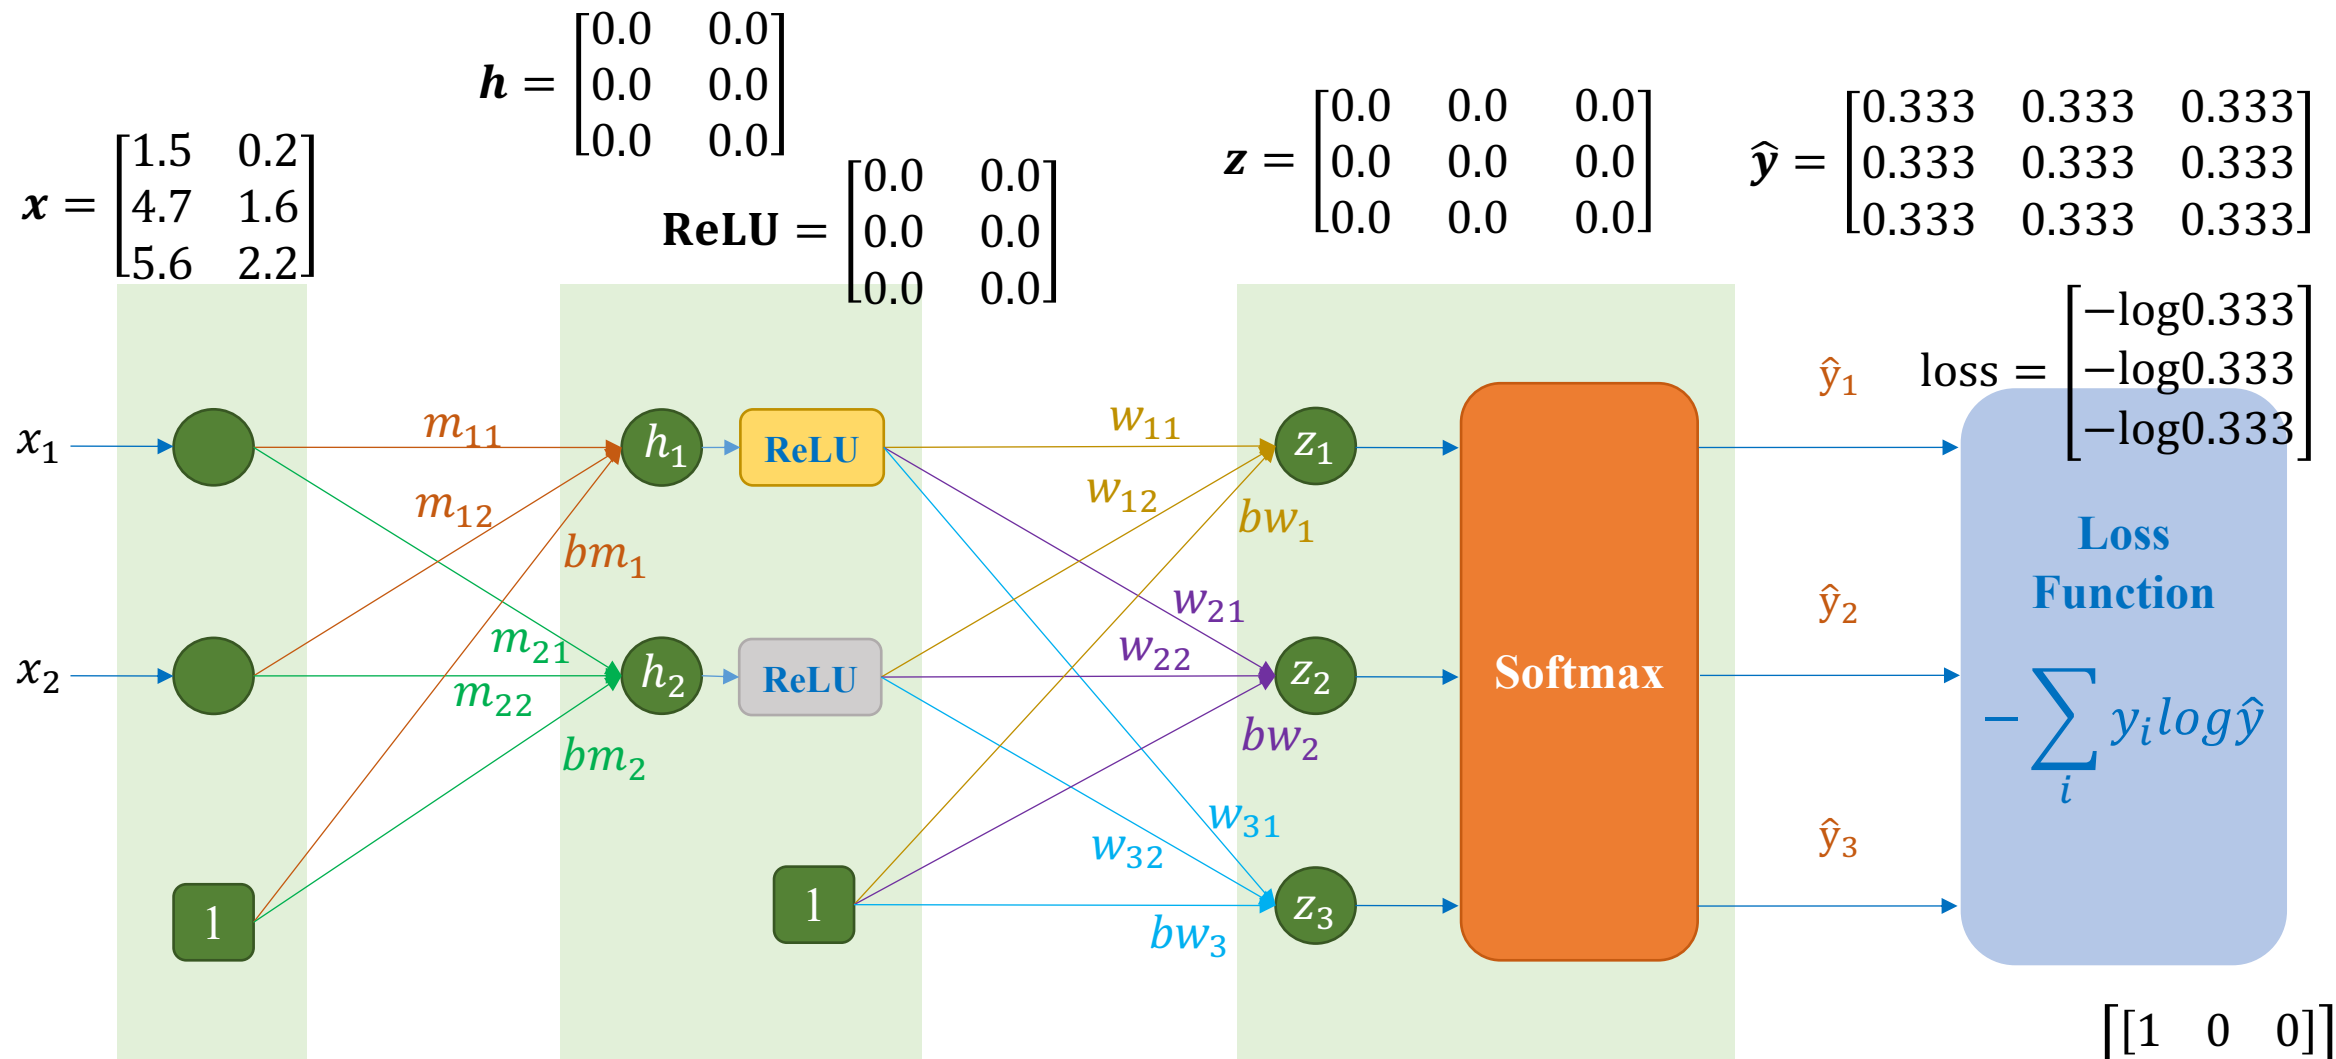 h = [0.0 0.0
0.0 0.0
0.0 0.0]
x = [1.5 0.2
4.7 1.6
5.6 2.2]
ReLU = [0.0 0.0
0.0 0.0
0.0 0.0]
z = [0.0 0.0 0.0
0.0 0.0 0.0
0.0 0.0 0.0]
ŷ = [0.333 0.333 0.333
0.333 0.333 0.333
0.333 0.333 0.333]
loss = [−log0.333
−log0.333
−log0.333]
x₁
x₂
1
m₁₁
m₁₂
bm₁
m₂₁
m₂₂
bm₂
h₁
ReLU
h₂
ReLU
1
w₁₁
w₁₂
bw₁
w₂₁
w₂₂
bw₂
w₃₁
w₃₂
bw₃
z₁
z₂
z₃
Softmax
ŷ₁
ŷ₂
ŷ₃
Loss
Function
− ∑ᵢ yᵢ log ŷ
[[1 0 0]]